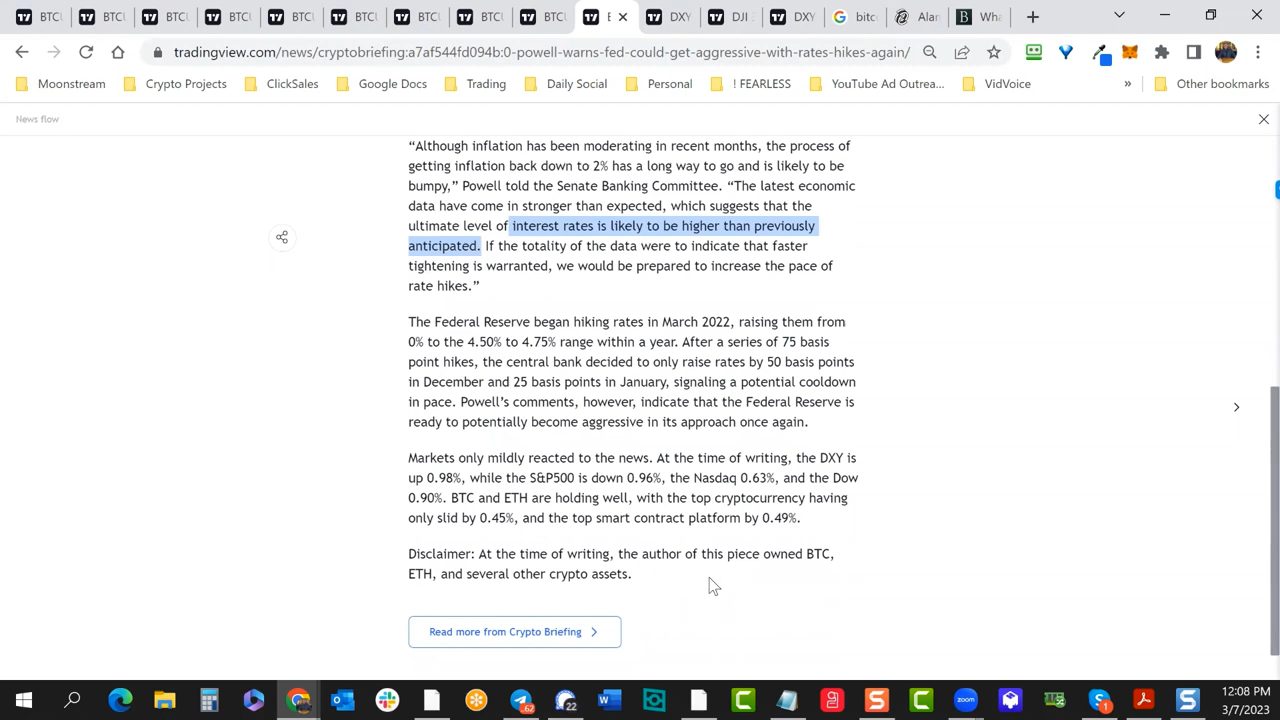 BTCU
BTCU
BTCU
BTCU
BTCU
BTCU
BTCU
BTCU
BTCU
DXY
DJI
DXY
bitc
Alan
Wha
tradingview.com/news/cryptobriefing:a7af544fd094b:0-powell-warns-fed-could-get-aggressive-with-rates-hikes-again/
Moonstream
Crypto Projects
ClickSales
Google Docs
Trading
Daily Social
Personal
! FEARLESS
YouTube Ad Outrea...
VidVoice
»
Other bookmarks
News flow
“Although inflation has been moderating in recent months, the process of
getting inflation back down to 2% has a long way to go and is likely to be
bumpy,” Powell told the Senate Banking Committee. “The latest economic
data have come in stronger than expected, which suggests that the
ultimate level of interest rates is likely to be higher than previously
anticipated. If the totality of the data were to indicate that faster
tightening is warranted, we would be prepared to increase the pace of
rate hikes.”
The Federal Reserve began hiking rates in March 2022, raising them from
0% to the 4.50% to 4.75% range within a year. After a series of 75 basis
point hikes, the central bank decided to only raise rates by 50 basis points
in December and 25 basis points in January, signaling a potential cooldown
in pace. Powell’s comments, however, indicate that the Federal Reserve is
ready to potentially become aggressive in its approach once again.
Markets only mildly reacted to the news. At the time of writing, the DXY is
up 0.98%, while the S&P500 is down 0.96%, the Nasdaq 0.63%, and the Dow
0.90%. BTC and ETH are holding well, with the top cryptocurrency having
only slid by 0.45%, and the top smart contract platform by 0.49%.
Disclaimer: At the time of writing, the author of this piece owned BTC,
ETH, and several other crypto assets.
Read more from Crypto Briefing
12:08 PM
3/7/2023